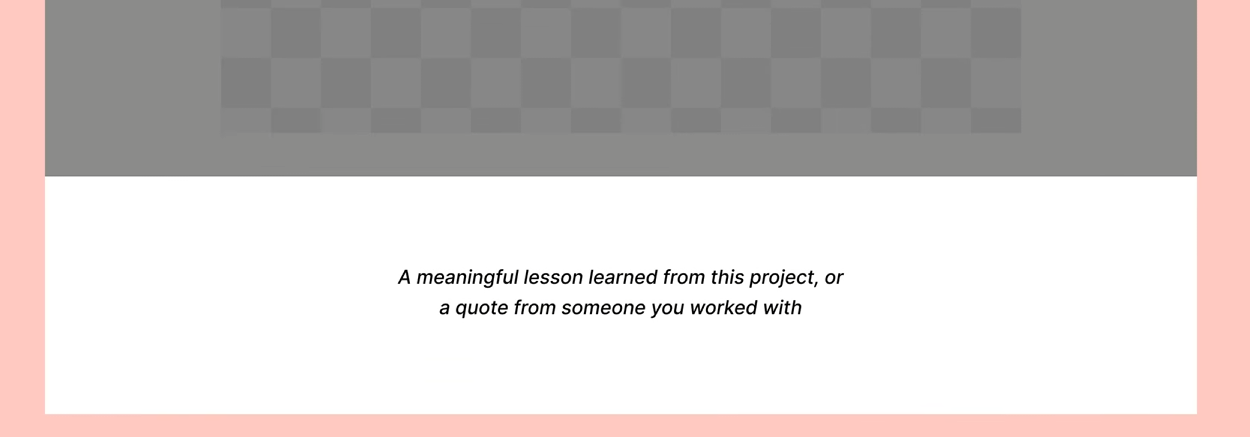 A meaningful lesson learned from this project, or
a quote from someone you worked with